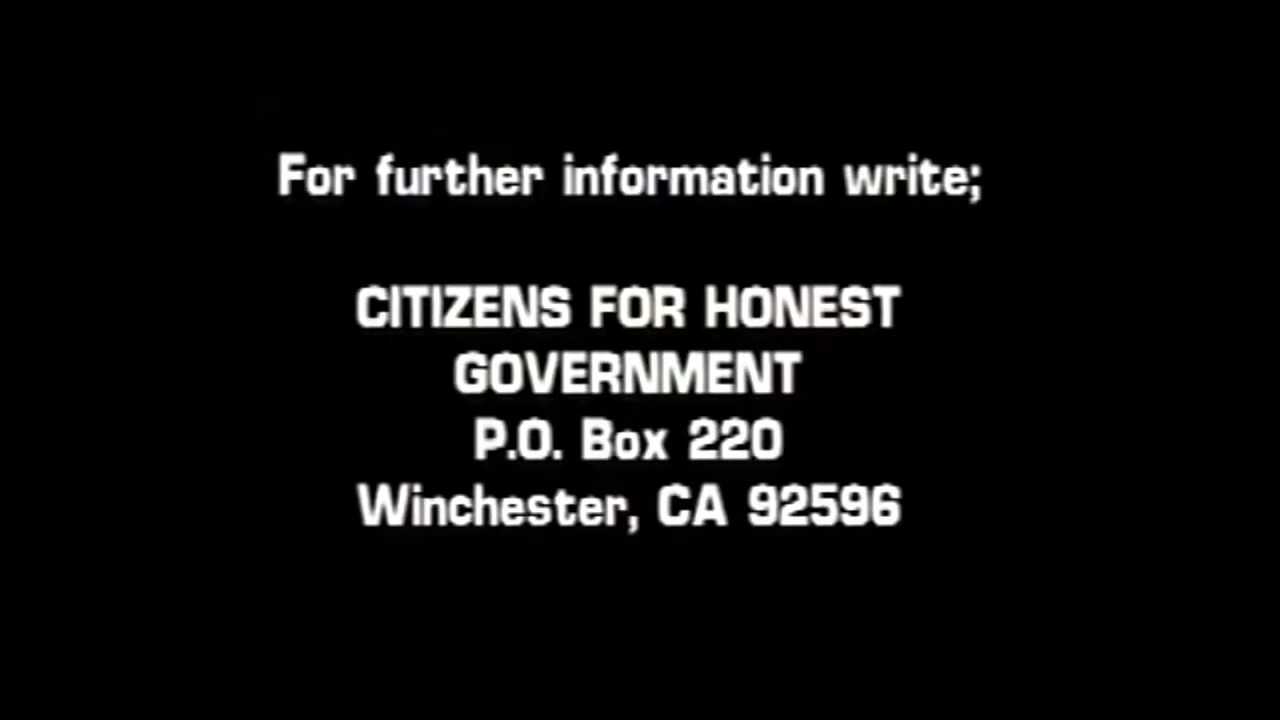 For further information write;
CITIZENS FOR HONEST
GOVERNMENT
P.O. Box 220
Winchester, CA 92596